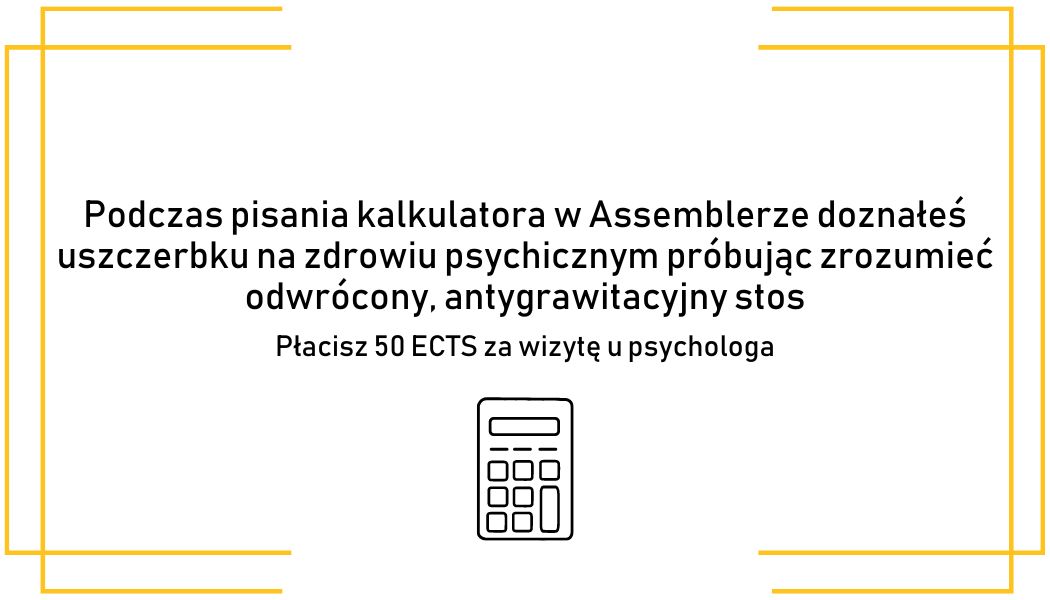 Podczas pisania kalkulatora w Assemblerze doznałeś
uszczerbku na zdrowiu psychicznym próbując zrozumieć
odwrócony, antygrawitacyjny stos
Płacisz 50 ECTS za wizytę u psychologa